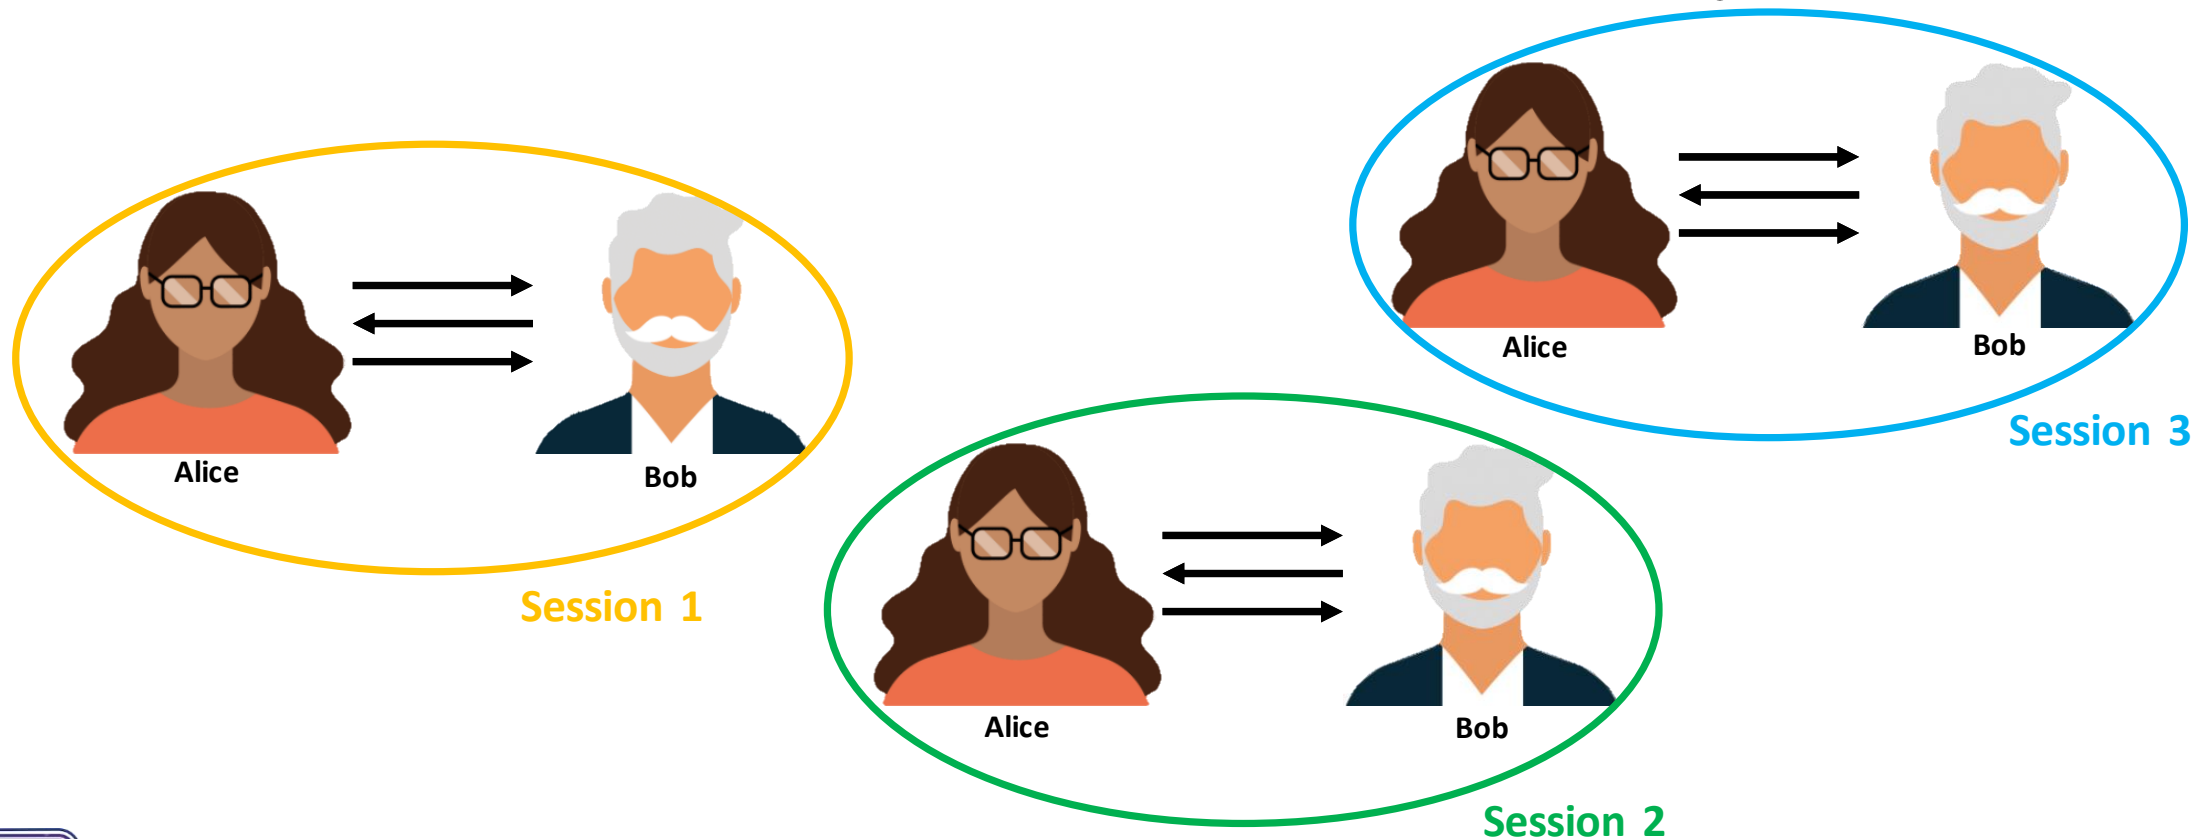 Alice
Bob
Session 1
Alice
Bob
Session 2
Alice
Bob
Session 3